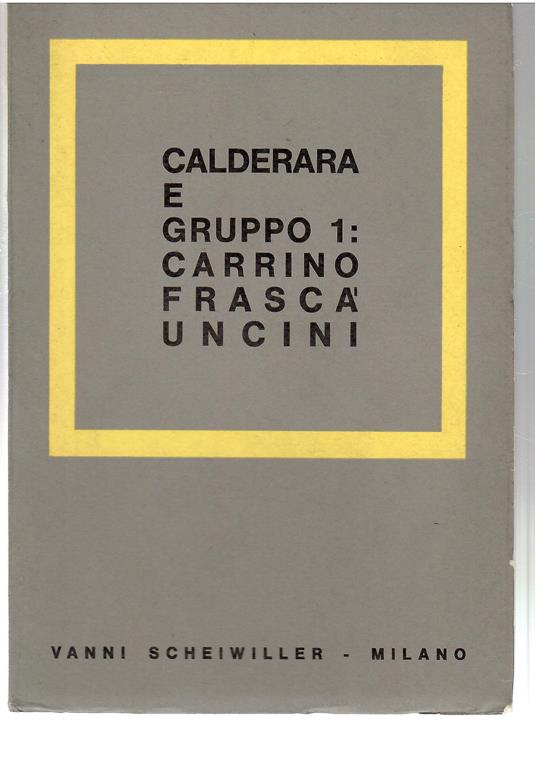 CALDERARA
E
GRUPPO 1:
CARRINO
FRASCA'
UNCINI
VANNI SCHEIWILLER - MILANO